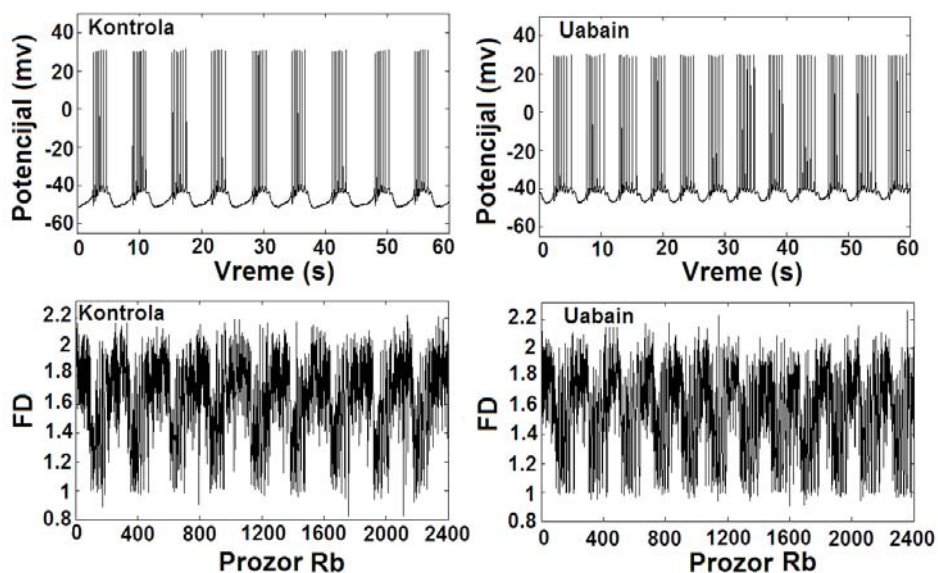 Kontrola
Potencijal (mv)
40
20
0
-20
-40
-60
0 10 20 30 40 50 60
Vreme (s)
Uabain
Potencijal (mv)
40
20
0
-20
-40
-60
0 10 20 30 40 50 60
Vreme (s)
Kontrola
FD
2.2
2
1.8
1.6
1.4
1.2
1
0.8
0 400 800 1200 1600 2000 2400
Prozor Rb
Uabain
FD
2.2
2
1.8
1.6
1.4
1.2
1
0.8
0 400 800 1200 1600 2000 2400
Prozor Rb